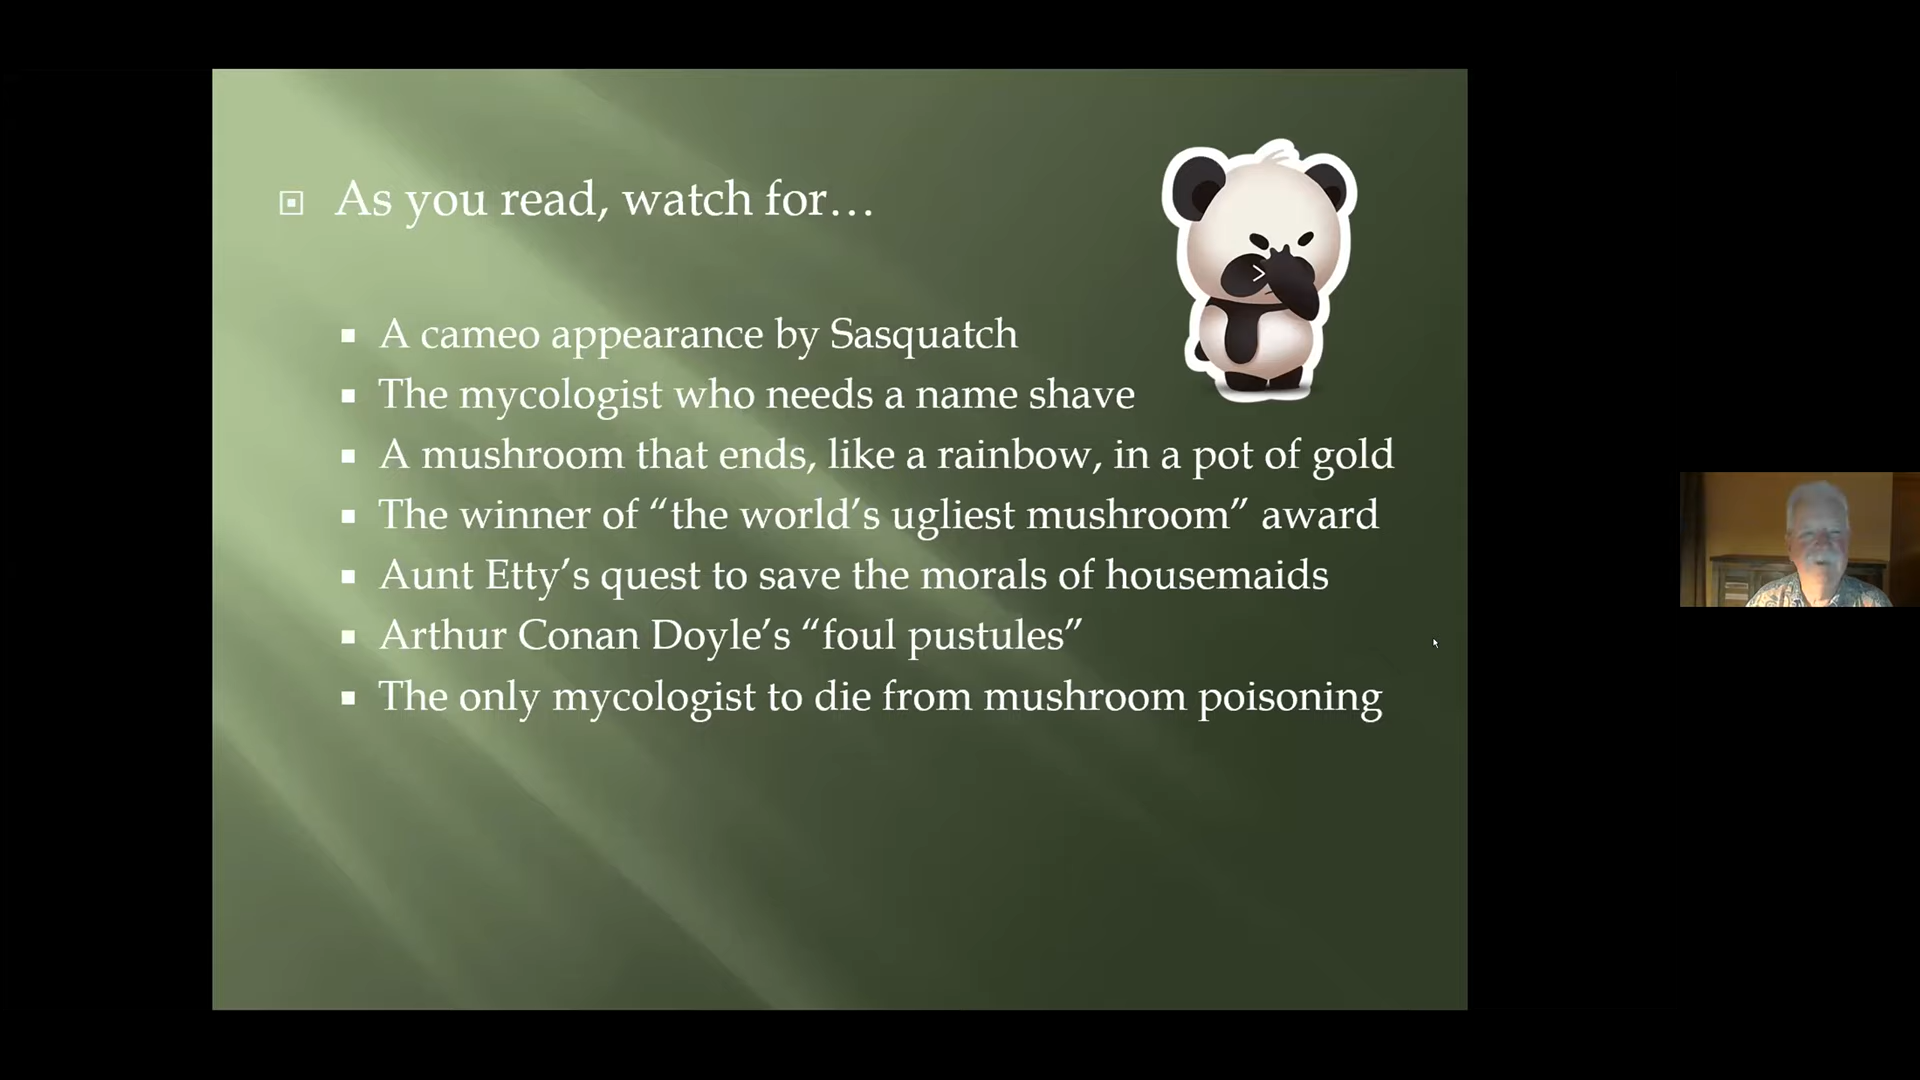 As you read, watch for…
A cameo appearance by Sasquatch
The mycologist who needs a name shave
A mushroom that ends, like a rainbow, in a pot of gold
The winner of “the world’s ugliest mushroom” award
Aunt Etty’s quest to save the morals of housemaids
Arthur Conan Doyle’s “foul pustules”
The only mycologist to die from mushroom poisoning